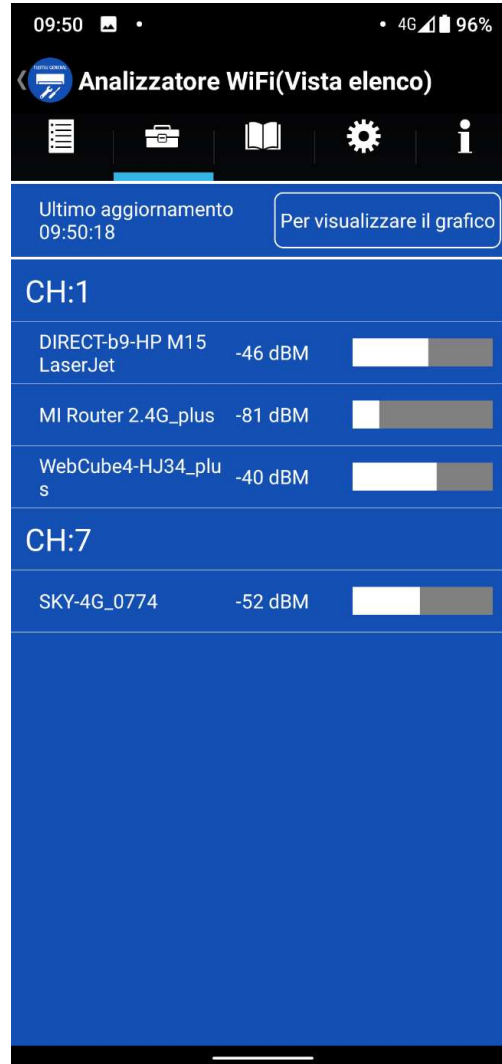 09:50 4G 96%
FUJITSU GENERAL
Analizzatore WiFi(Vista elenco)
Ultimo aggiornamento
09:50:18
Per visualizzare il grafico
CH:1
DIRECT-b9-HP M15
LaserJet
-46 dBM
MI Router 2.4G_plus -81 dBM
WebCube4-HJ34_plu
s
-40 dBM
CH:7
SKY-4G_0774 -52 dBM